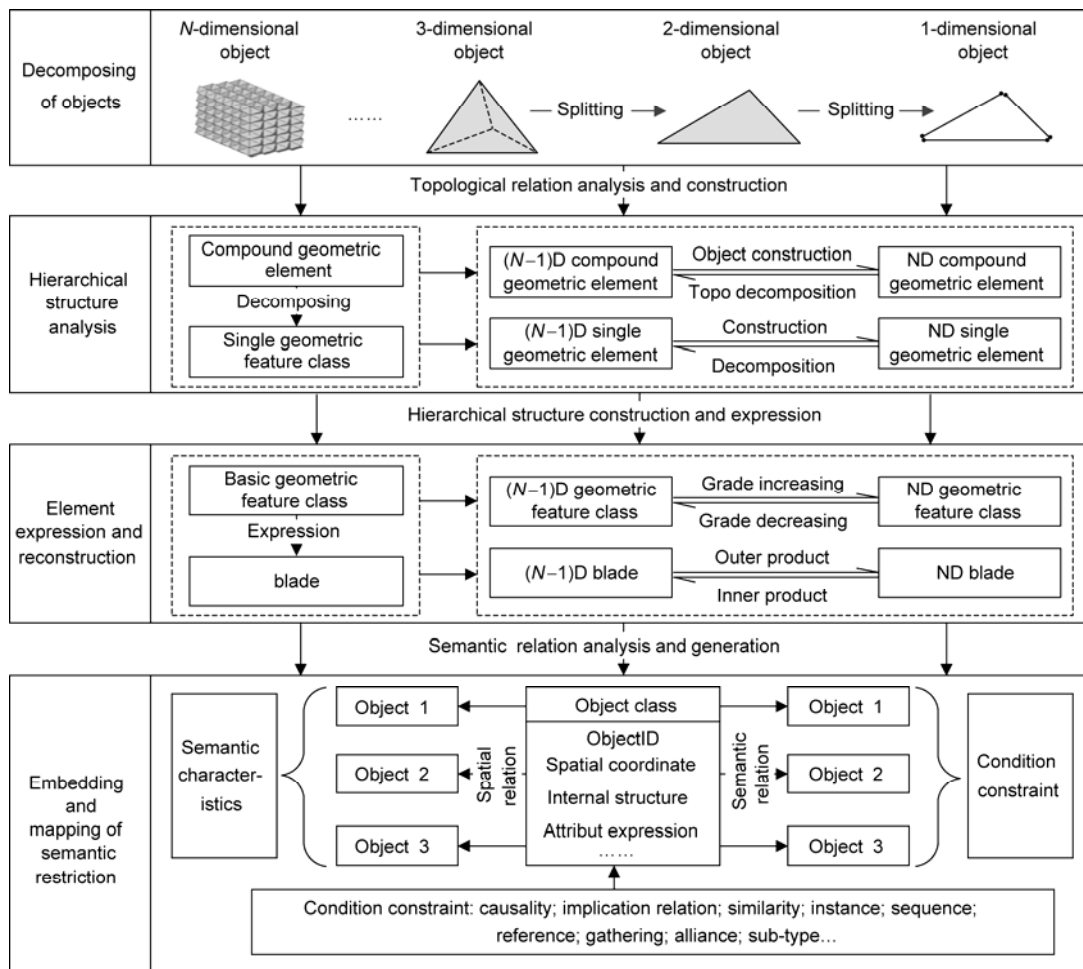 N-dimensional
object
3-dimensional
object
2-dimensional
object
1-dimensional
object
Decomposing
of objects
……
Splitting
Splitting
Topological relation analysis and construction
Hierarchical
structure
analysis
Compound geometric
element
Decomposing
Single geometric
feature class
(N−1)D compound
geometric element
Object construction
Topo decomposition
ND compound
geometric element
(N−1)D single
geometric element
Construction
Decomposition
ND single
geometric element
Hierarchical structure construction and expression
Element
expression and
reconstruction
Basic geometric
feature class
Expression
blade
(N−1)D geometric
feature class
Grade increasing
Grade decreasing
ND geometric
feature class
(N−1)D blade
Outer product
Inner product
ND blade
Semantic relation analysis and generation
Embedding
and
mapping of
semantic
restriction
Semantic
character-
istics
Object 1
Object 2
Object 3
Spatial
relation
Object class
ObjectID
Spatial coordinate
Internal structure
Attribut expression
……
Semantic
relation
Object 1
Object 2
Object 3
Condition
constraint
Condition constraint: causality; implication relation; similarity; instance; sequence;
reference; gathering; alliance; sub-type…